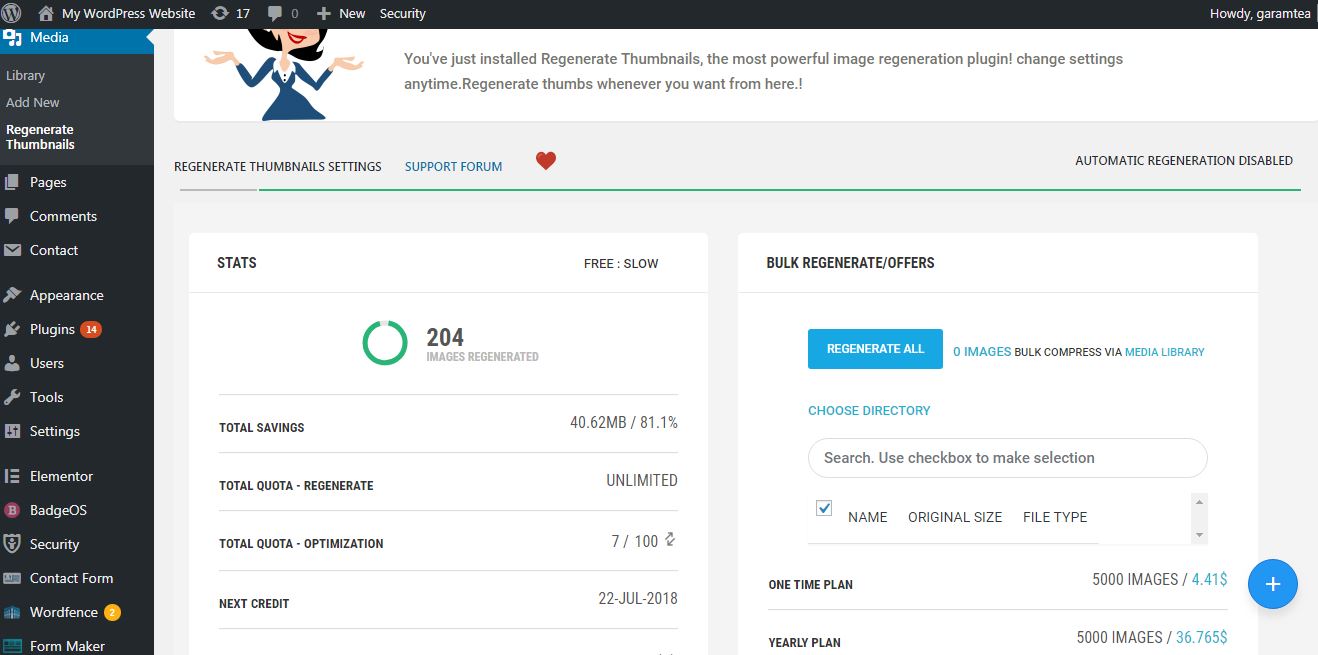 My WordPress Website 17 0 New Security Howdy, garamtea
Media
Library
Add New
Regenerate
Thumbnails
Pages
Comments
Contact
Appearance
Plugins 14
Users
Tools
Settings
Elementor
BadgeOS
Security
Contact Form
Wordfence 2
Form Maker
You've just installed Regenerate Thumbnails, the most powerful image regeneration plugin! change settings
anytime.Regenerate thumbs whenever you want from here.!
REGENERATE THUMBNAILS SETTINGS SUPPORT FORUM AUTOMATIC REGENERATION DISABLED
STATS FREE : SLOW
204
IMAGES REGENERATED
TOTAL SAVINGS 40.62MB / 81.1%
TOTAL QUOTA - REGENERATE UNLIMITED
TOTAL QUOTA - OPTIMIZATION 7 / 100
NEXT CREDIT 22-JUL-2018
BULK REGENERATE/OFFERS
REGENERATE ALL 0 IMAGES BULK COMPRESS VIA MEDIA LIBRARY
CHOOSE DIRECTORY
Search. Use checkbox to make selection
NAME ORIGINAL SIZE FILE TYPE
ONE TIME PLAN 5000 IMAGES / 4.41$
YEARLY PLAN 5000 IMAGES / 36.765$